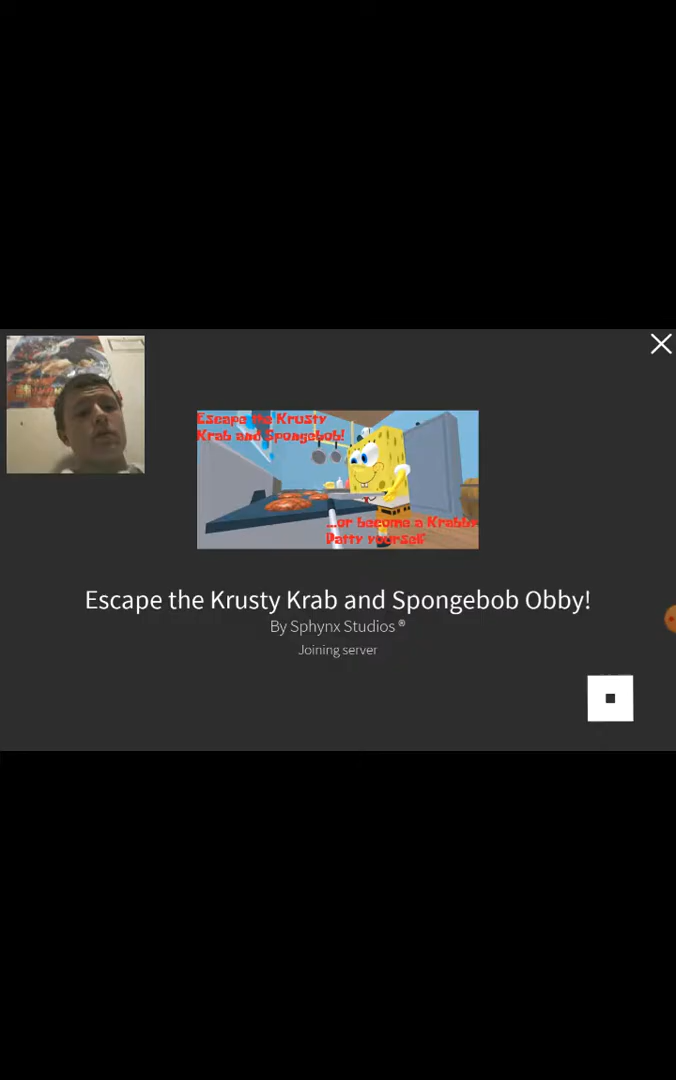 Escape the Krusty
Krab and Spongebob!
...or become a Krabby
Patty yourself
Escape the Krusty Krab and Spongebob Obby!
By Sphynx Studios ®
Joining server